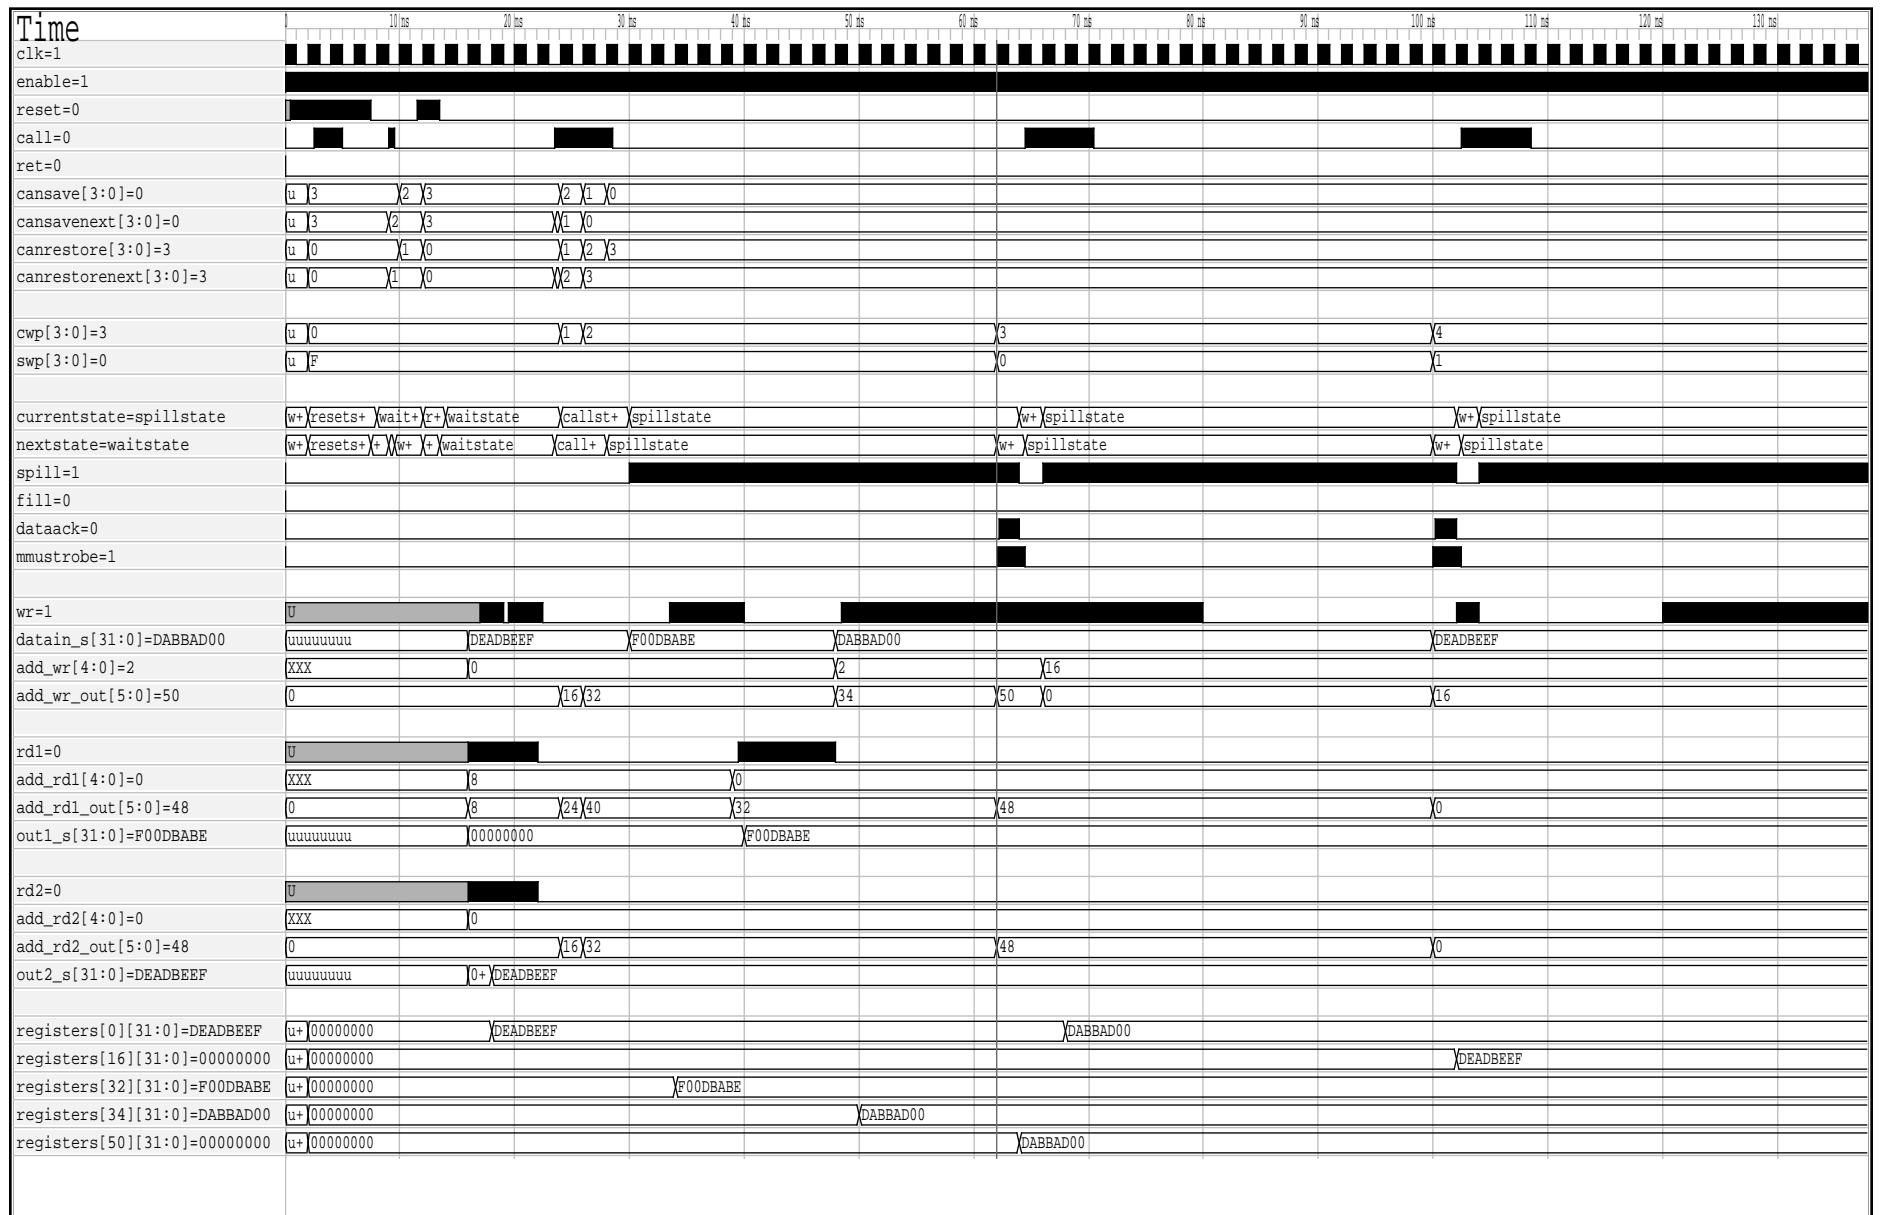 Time 0 10 ns 20 ns 30 ns 40 ns 50 ns 60 ns 70 ns 80 ns 90 ns 100 ns 110 ns 120 ns 130 ns
clk=1
enable=1
reset=0
call=0
ret=0
cansave[3:0]=0 u 3 2 3 2 1 0
cansavenext[3:0]=0 u 3 2 3 1 0
canrestore[3:0]=3 u 0 1 0 1 2 3
canrestorenext[3:0]=3 u 0 1 0 2 3
cwp[3:0]=3 u 0 1 2 3 4
swp[3:0]=0 u F 0 1
currentstate=spillstate w+ resets+ wait+ r+ waitstate callst+ spillstate w+ spillstate w+ spillstate
nextstate=waitstate w+ resets+ + w+ + waitstate call+ spillstate w+ spillstate w+ spillstate
spill=1
fill=0
dataack=0
mmustrobe=1
wr=1 U
datain_s[31:0]=DABBAD00 uuuuuuuu DEADBEEF F00DBABE DABBAD00 DEADBEEF
add_wr[4:0]=2 XXX 0 2 16
add_wr_out[5:0]=50 0 16 32 34 50 0 16
rd1=0 U
add_rd1[4:0]=0 XXX 8 0
add_rd1_out[5:0]=48 0 8 24 40 32 48 0
out1_s[31:0]=F00DBABE uuuuuuuu 00000000 F00DBABE
rd2=0 U
add_rd2[4:0]=0 XXX 0
add_rd2_out[5:0]=48 0 16 32 48 0
out2_s[31:0]=DEADBEEF uuuuuuuu 0+ DEADBEEF
registers[0][31:0]=DEADBEEF u+ 00000000 DEADBEEF DABBAD00
registers[16][31:0]=00000000 u+ 00000000 DEADBEEF
registers[32][31:0]=F00DBABE u+ 00000000 F00DBABE
registers[34][31:0]=DABBAD00 u+ 00000000 DABBAD00
registers[50][31:0]=00000000 u+ 00000000 DABBAD00